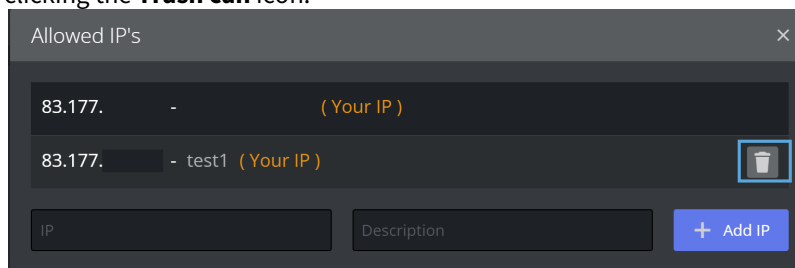 clicking the Trash Can icon.
Allowed IP's
83.177. - ( Your IP )
83.177. - test1 ( Your IP )
IP Description + Add IP